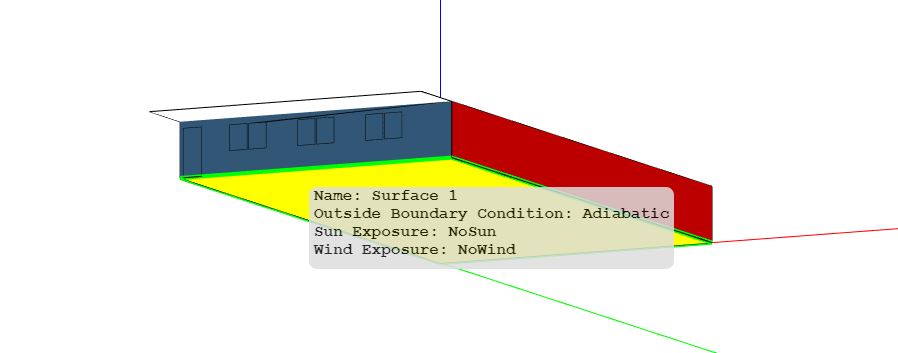 Name: Surface 1
Outside Boundary Condition: Adiabatic
Sun Exposure: NoSun
Wind Exposure: NoWind